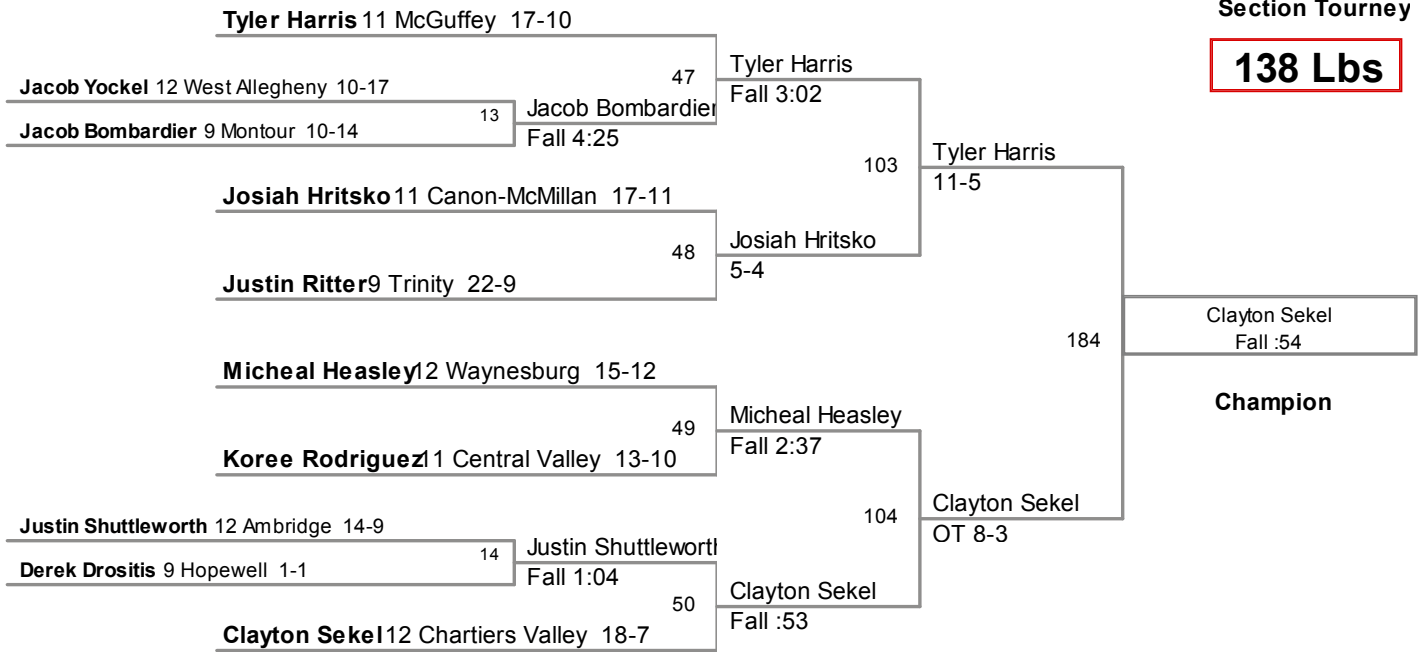 Section Tourney
138 Lbs
Tyler Harris 11 McGuffey 17-10
47
Tyler Harris
Fall 3:02
Jacob Yockel 12 West Allegheny 10-17
13
Jacob Bombardier
Fall 4:25
Jacob Bombardier 9 Montour 10-14
103
Tyler Harris
11-5
Josiah Hritsko 11 Canon-McMillan 17-11
48
Josiah Hritsko
5-4
Justin Ritter 9 Trinity 22-9
184
Clayton Sekel
Fall :54
Champion
Micheal Heasley 12 Waynesburg 15-12
49
Micheal Heasley
Fall 2:37
Koree Rodriguez 11 Central Valley 13-10
104
Clayton Sekel
OT 8-3
Justin Shuttleworth 12 Ambridge 14-9
14
Justin Shuttleworth
Fall 1:04
Derek Drositis 9 Hopewell 1-1
50
Clayton Sekel
Fall :53
Clayton Sekel 12 Chartiers Valley 18-7